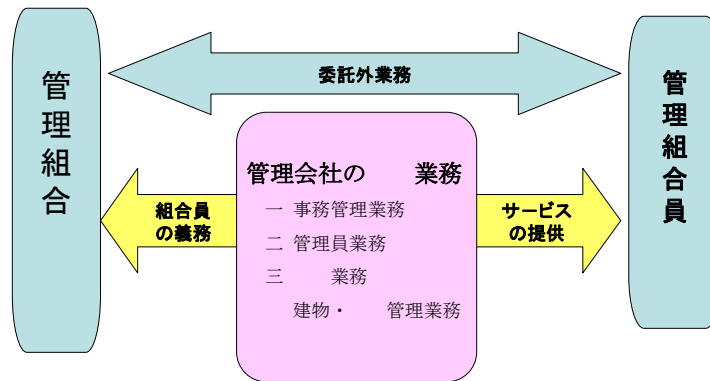 管理組合
委託外業務
管理組合員
管理会社の　　業務
一 事務管理業務
二 管理員業務
三　　　業務
建物・　　管理業務
組合員
の義務
サービス
の提供